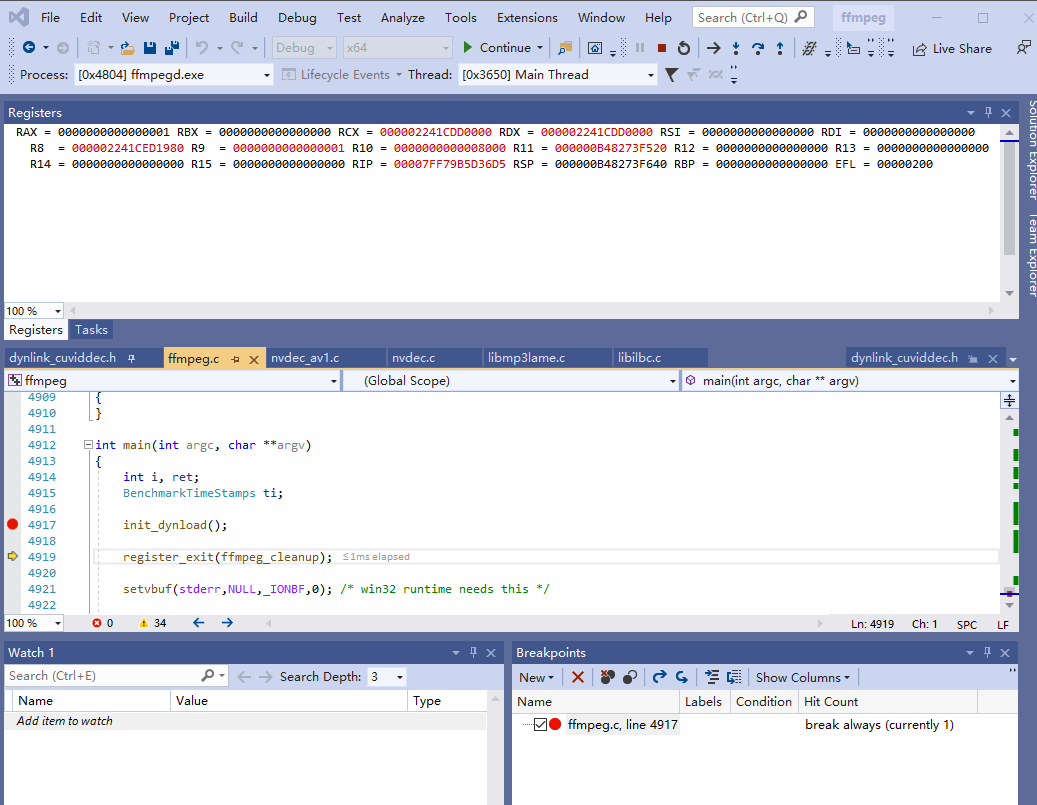 File Edit View Project Build Debug Test Analyze Tools Extensions Window Help Search (Ctrl+Q) ffmpeg
Debug x64 Continue Live Share
Process: [0x4804] ffmpegd.exe Lifecycle Events Thread: [0x3650] Main Thread
Registers
RAX = 0000000000000001 RBX = 0000000000000000 RCX = 000002241CDD0000 RDX = 000002241CDD0000 RSI = 0000000000000000 RDI = 0000000000000000
R8 = 000002241CED1980 R9 = 0000000000000001 R10 = 0000000000008000 R11 = 000000B48273F520 R12 = 0000000000000000 R13 = 0000000000000000
R14 = 0000000000000000 R15 = 0000000000000000 RIP = 00007FF79B5D36D5 RSP = 000000B48273F640 RBP = 0000000000000000 EFL = 00000200
Solution Explorer
Team Explorer
100 %
Registers Tasks
dynlink_cuviddec.h ffmpeg.c nvdec_av1.c nvdec.c libmp3lame.c libilbc.c dynlink_cuviddec.h
ffmpeg (Global Scope) main(int argc, char ** argv)
4909 {
4910 }
4911
4912 int main(int argc, char **argv)
4913 {
4914 int i, ret;
4915 BenchmarkTimeStamps ti;
4916
4917 init_dynload();
4918
4919 register_exit(ffmpeg_cleanup); ≤1ms elapsed
4920
4921 setvbuf(stderr,NULL,_IONBF,0); /* win32 runtime needs this */
4922
100 % 0 34 Ln: 4919 Ch: 1 SPC LF
Watch 1
Search (Ctrl+E) Search Depth: 3
Name Value Type
Add item to watch
Breakpoints
New Show Columns
Name Labels Condition Hit Count
ffmpeg.c, line 4917 break always (currently 1)